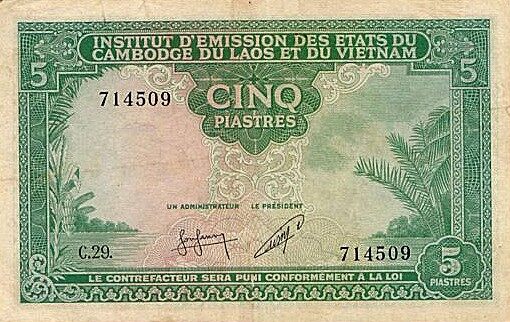 INSTITUT D'EMISSION DES ETATS DU
CAMBODGE DU LAOS ET DU VIETNAM
5 5
714509
CINQ
PIASTRES
UN ADMINISTRATEUR LE PRÉSIDENT
C.29.
714509
5
PIASTRES
LE CONTREFACTEUR SERA PUNI CONFORMÉMENT A LA LOI